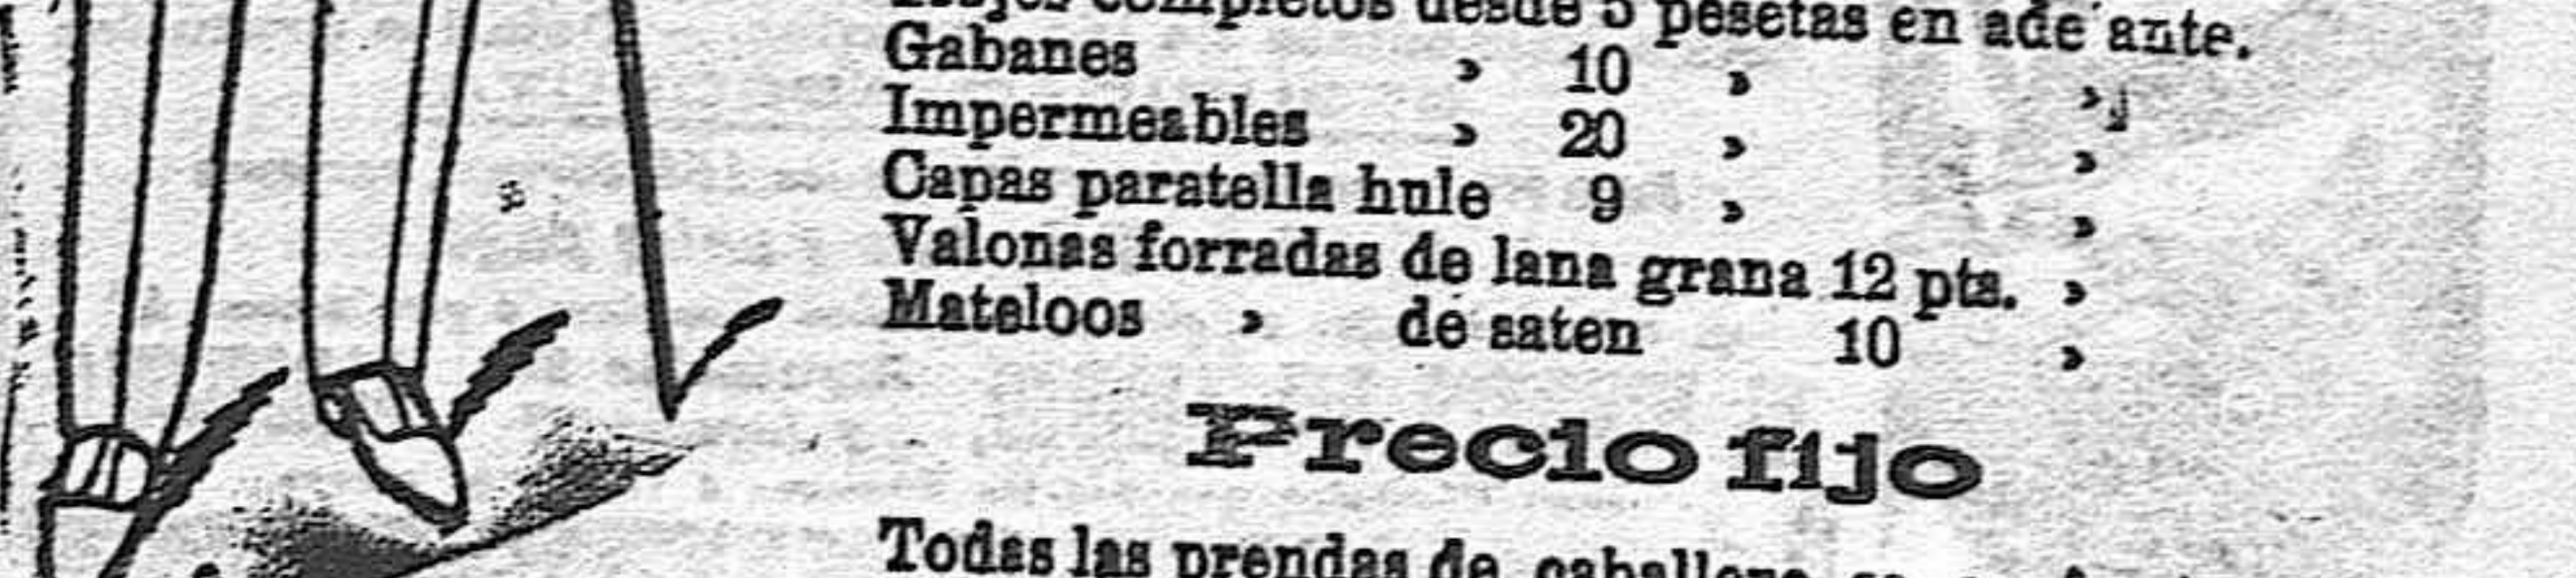 completos desde 5 pesetas en ade ante.
Gabanes » 10 » »
Impermeables » 20 » »
Capas paratella hule 9 » »
Valonas forradas de lana grana 12 pts. »
Mateloos » de saten 10 »
Precio fijo
Todas las prendas de caballero